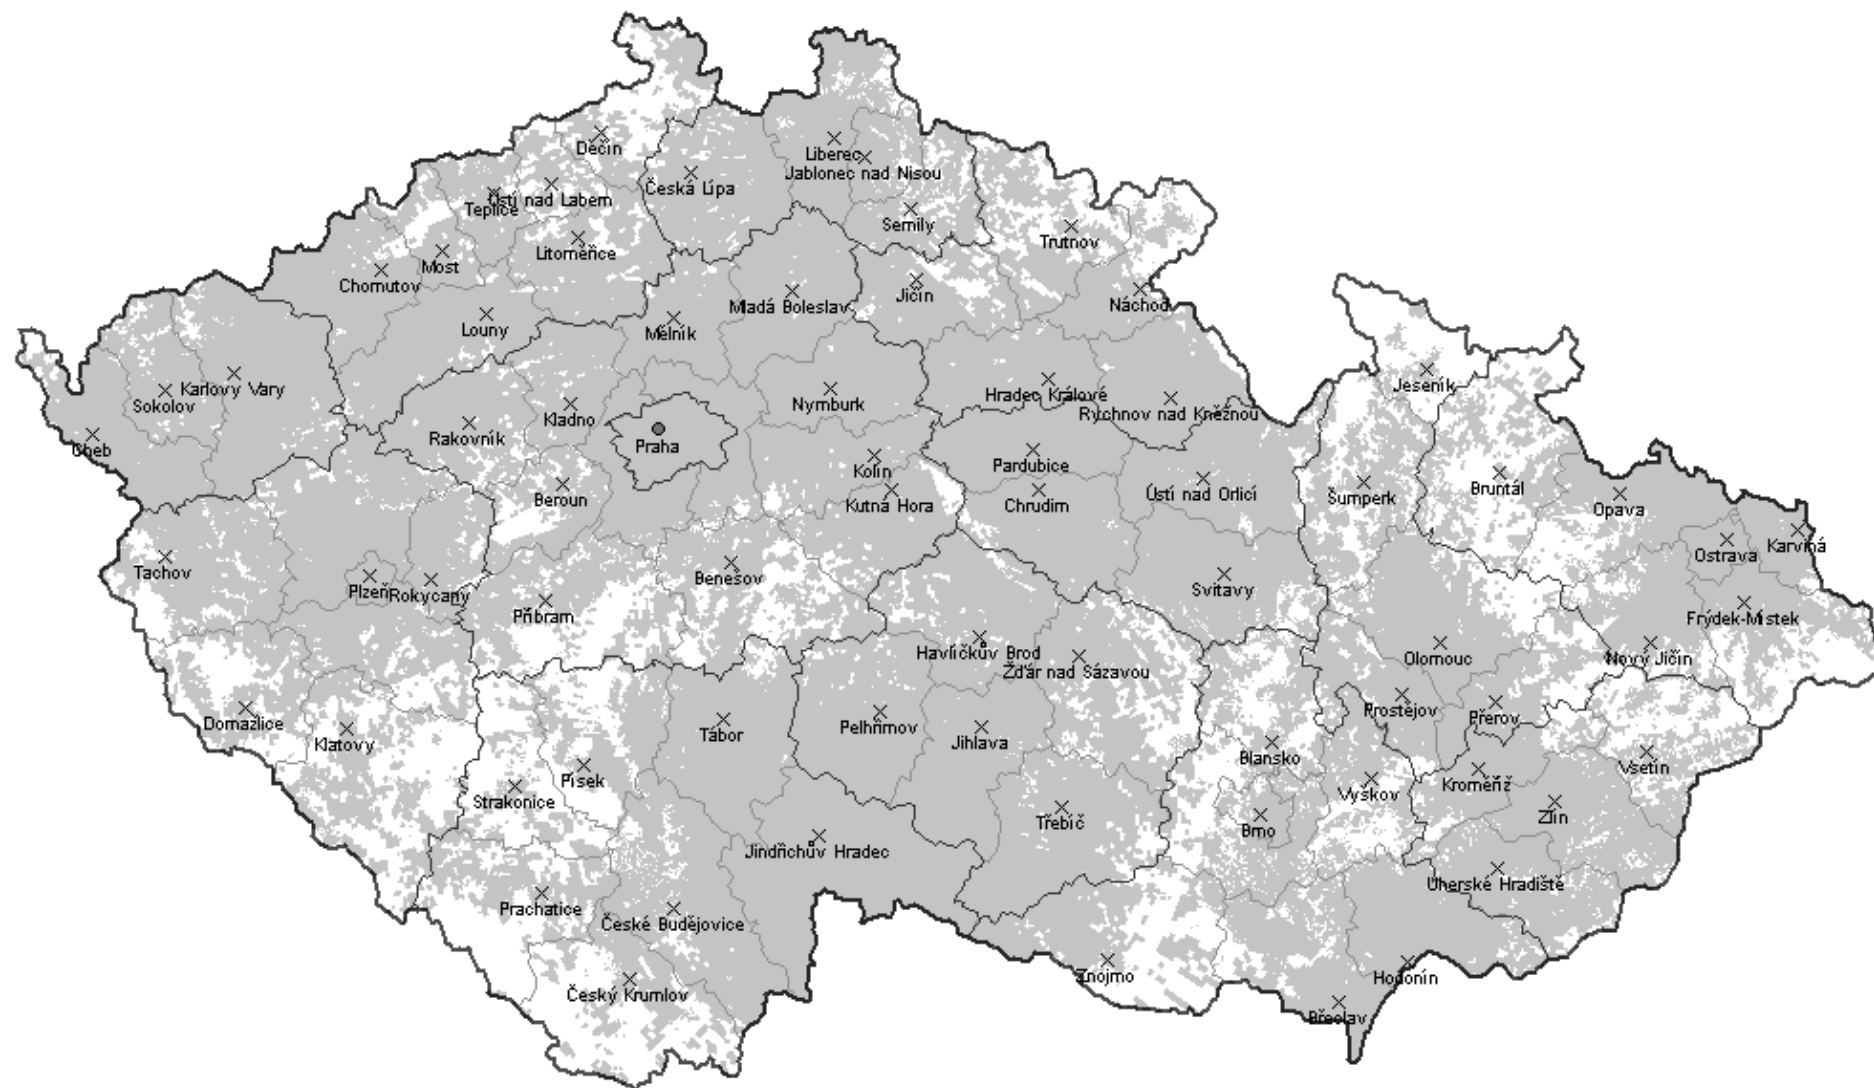 Děčín
Liberec
Jablonec nad Nisou
Česká Lípa
Ústí nad Labem
Teplice
Semily
Trutnov
Litoměřice
Most
Chomutov
Jičín
Náchod
Mladá Boleslav
Louny
Mělník
Jeseník
Karlovy Vary
Sokolov
Hradec Králové
Nymburk
Rychnov nad Kněžnou
Kladno
Rakovník
Praha
Cheb
Kolín
Pardubice
Ústí nad Orlicí
Šumperk
Bruntál
Beroun
Kutná Hora
Chrudim
Opava
Karviná
Ostrava
Tachov
Benešov
Plzeň
Rokycany
Svitavy
Příbram
Frýdek-Místek
Havlíčkův Brod
Olomouc
Nový Jičín
Žďár nad Sázavou
Prostějov
Přerov
Domažlice
Klatovy
Tábor
Pelhřimov
Jihlava
Blansko
Vsetín
Písek
Strakonice
Vyškov
Kroměříž
Zlín
Třebíč
Brno
Jindřichův Hradec
Uherské Hradiště
Prachatice
České Budějovice
Znojmo
Hodonín
Český Krumlov
Břeclav